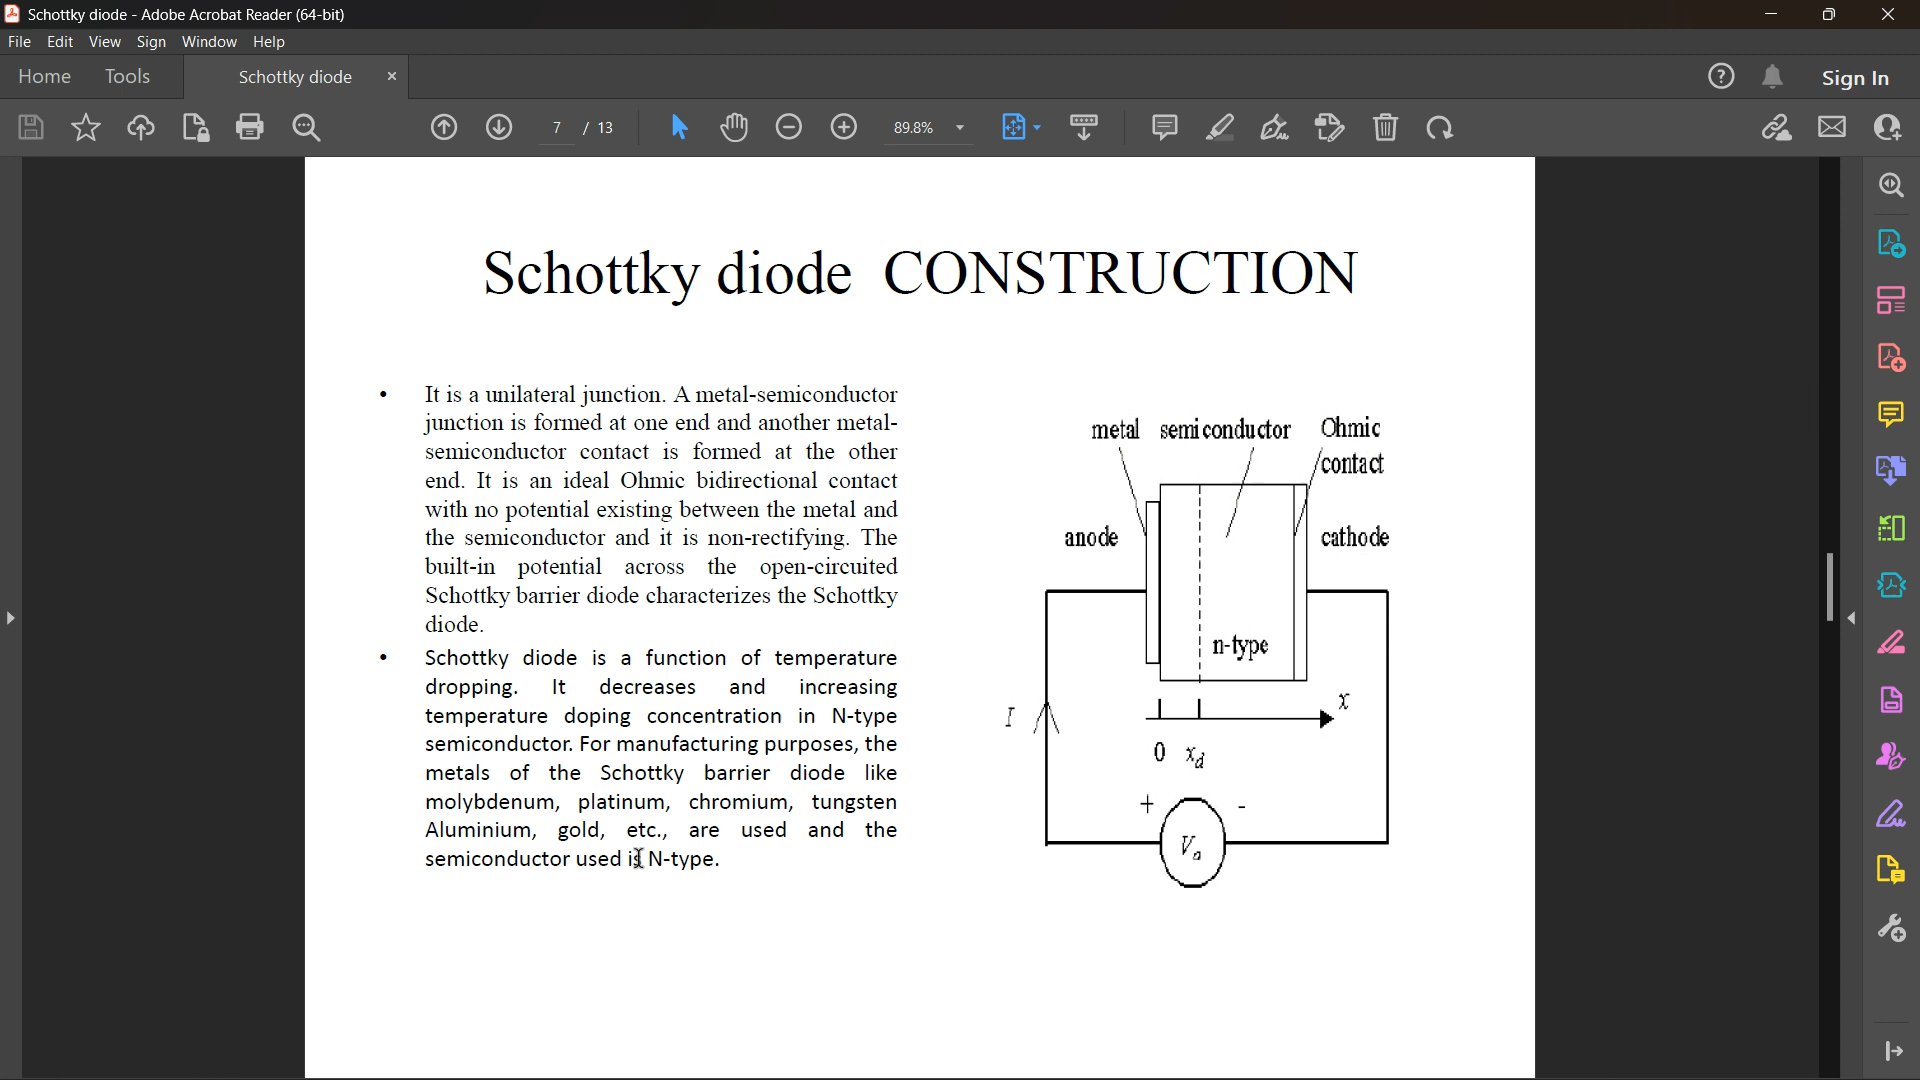 Schottky diode - Adobe Acrobat Reader (64-bit)
File Edit View Sign Window Help
Home Tools Schottky diode × Sign In
7 / 13 89.8%
Schottky diode CONSTRUCTION
• It is a unilateral junction. A metal-semiconductor
junction is formed at one end and another metal-
semiconductor contact is formed at the other
end. It is an ideal Ohmic bidirectional contact
with no potential existing between the metal and
the semiconductor and it is non-rectifying. The
built-in potential across the open-circuited
Schottky barrier diode characterizes the Schottky
diode.
• Schottky diode is a function of temperature
dropping. It decreases and increasing
temperature doping concentration in N-type
semiconductor. For manufacturing purposes, the
metals of the Schottky barrier diode like
molybdenum, platinum, chromium, tungsten
Aluminium, gold, etc., are used and the
semiconductor used is N-type.
metal semiconductor Ohmic
contact
anode cathode
n-type
I x
0 xd
+ -
Va